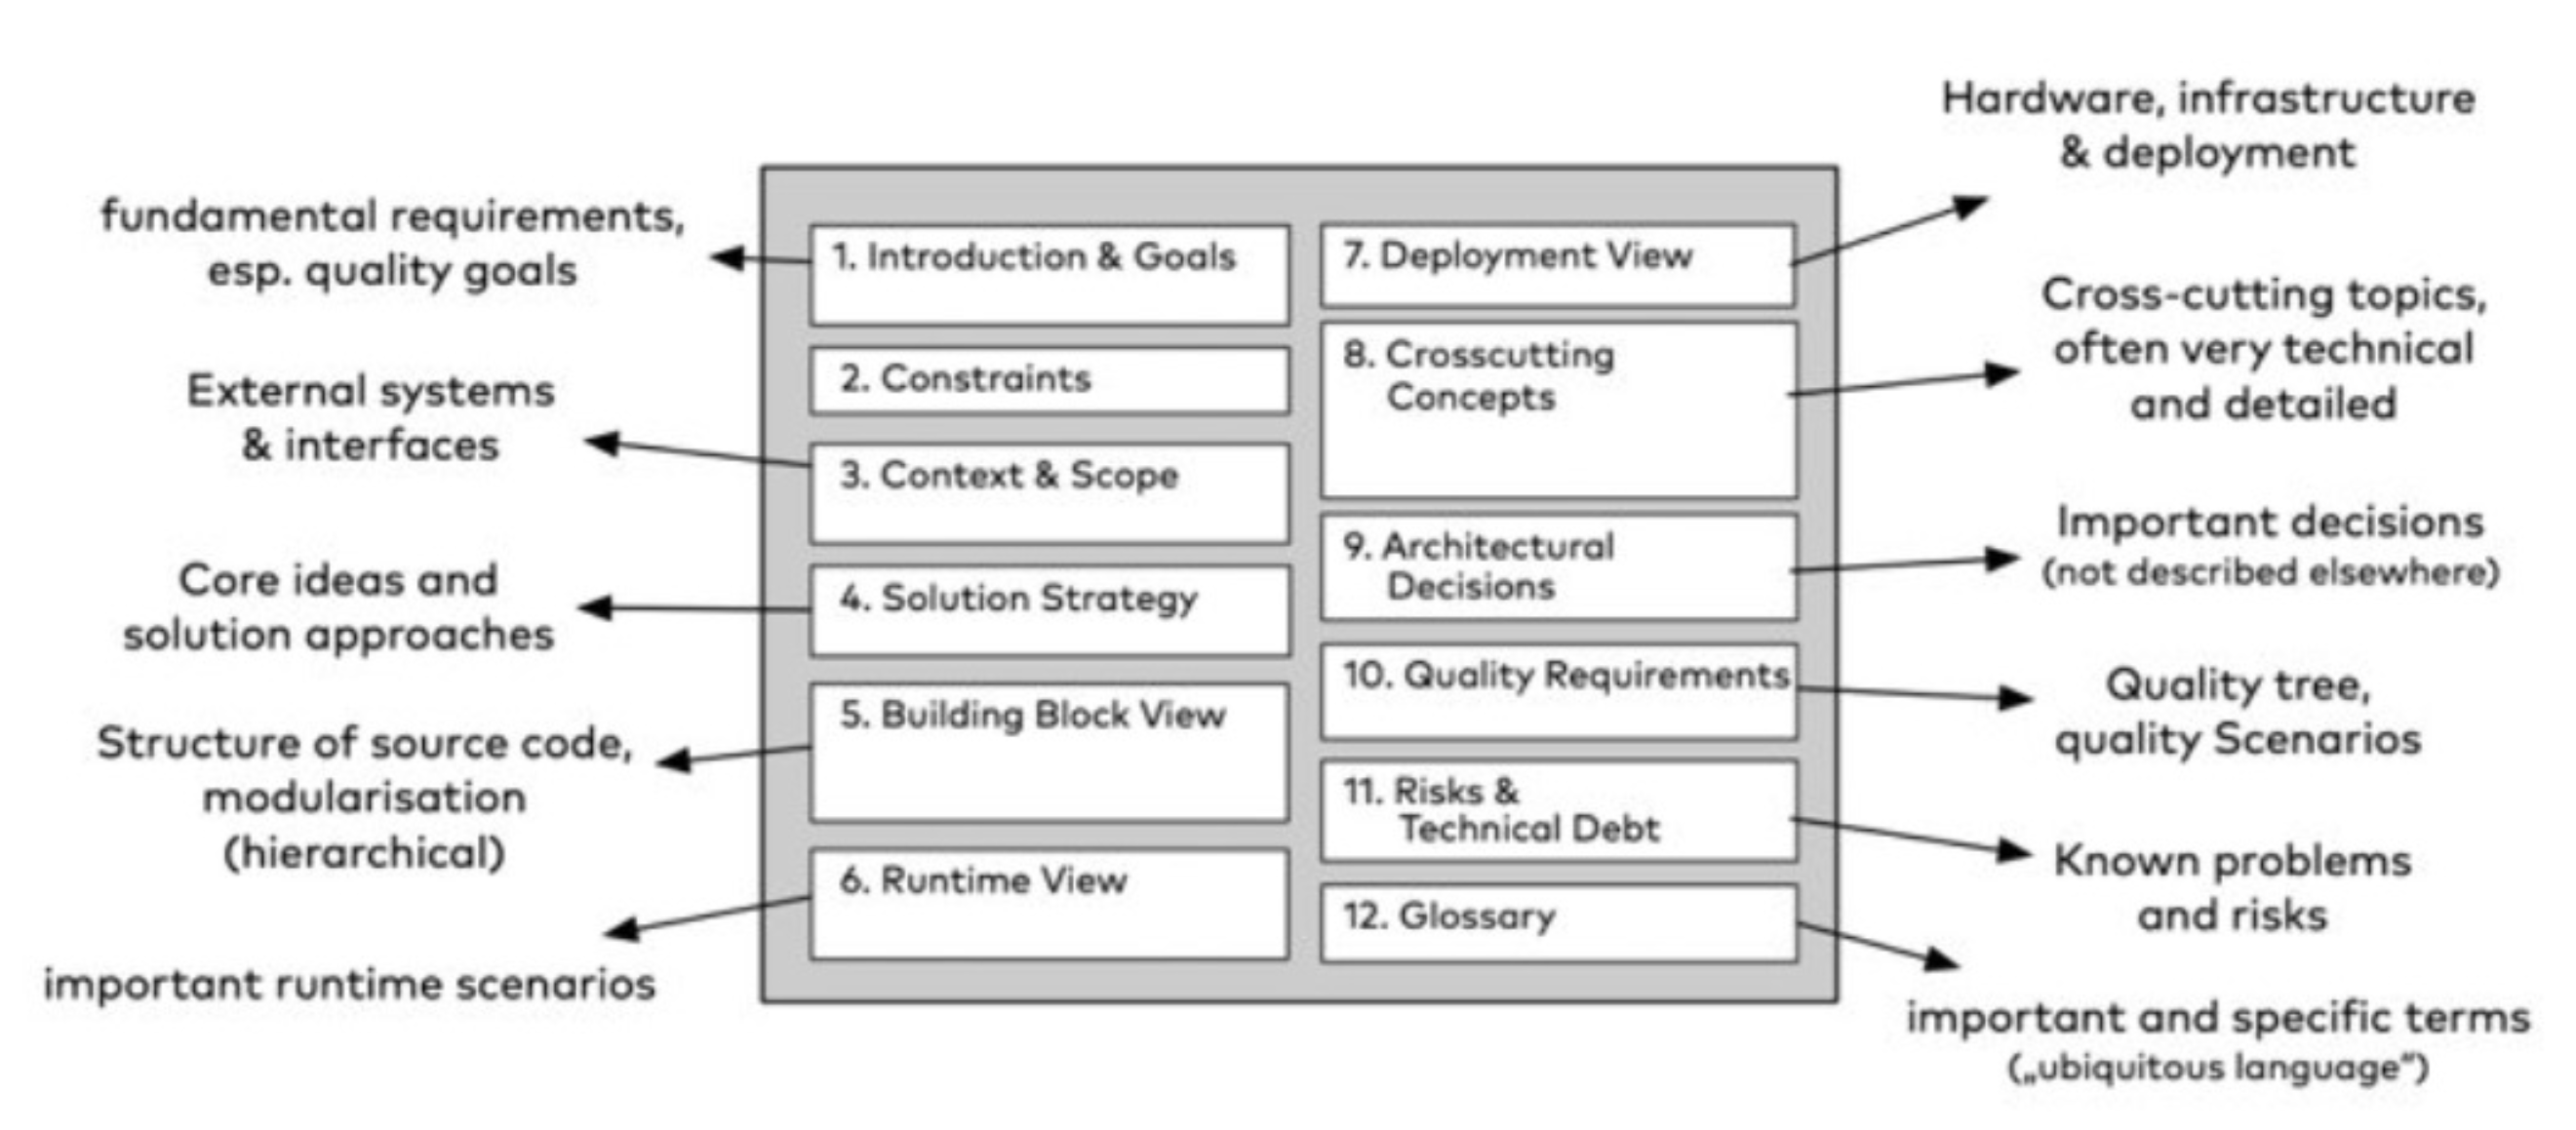 fundamental requirements,
esp. quality goals
External systems
& interfaces
Core ideas and
solution approaches
Structure of source code,
modularisation
(hierarchical)
important runtime scenarios
1. Introduction & Goals
2. Constraints
3. Context & Scope
4. Solution Strategy
5. Building Block View
6. Runtime View
7. Deployment View
8. Crosscutting
Concepts
9. Architectural
Decisions
10. Quality Requirements
11. Risks &
Technical Debt
12. Glossary
Hardware, infrastructure
& deployment
Cross-cutting topics,
often very technical
and detailed
Important decisions
(not described elsewhere)
Quality tree,
quality Scenarios
Known problems
and risks
important and specific terms
(„ubiquitous language“)